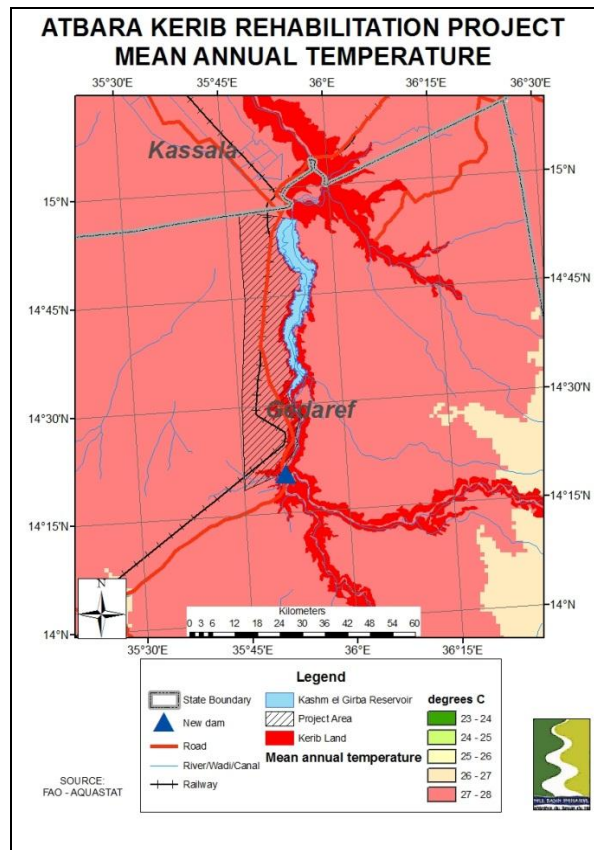 ATBARA KERIB REHABILITATION PROJECT
MEAN ANNUAL TEMPERATURE
35°30'E 35°45'E 36°E 36°15'E 36°30'E
Kassala
15°N
15°N
14°45'N
14°45'N
14°30'N
Gedaref
14°30'N
14°15'N
14°15'N
N
Kilometers
0 3 6 12 18 24 30 36 42 48 54 60
14°N
14°N
35°30'E 35°45'E 36°E 36°15'E
Legend
State Boundary
New dam
Road
River/Wadi/Canal
Railway
Kashm el Girba Reservoir
Project Area
Kerib Land
Mean annual temperature
degrees C
23 - 24
24 - 25
25 - 26
26 - 27
27 - 28
SOURCE:
FAO - AQUASTAT
NILE BASIN INITIATIVE